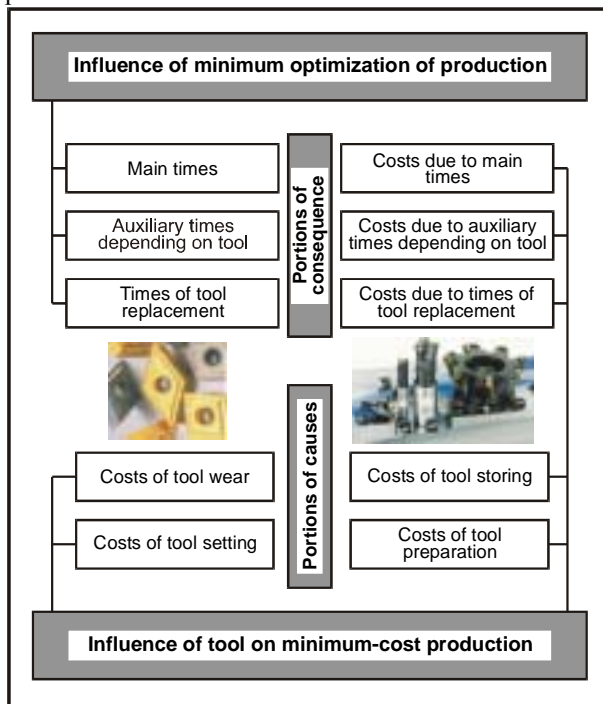 p
Influence of minimum optimization of production
Main times
Auxiliary times
depending on tool
Times of tool
replacement
Portions of
consequence
Costs due to main
times
Costs due to auxiliary
times depending on tool
Costs due to times of
tool replacement
Costs of tool wear
Costs of tool setting
Portions of causes
Costs of tool storing
Costs of tool
preparation
Influence of tool on minimum-cost production